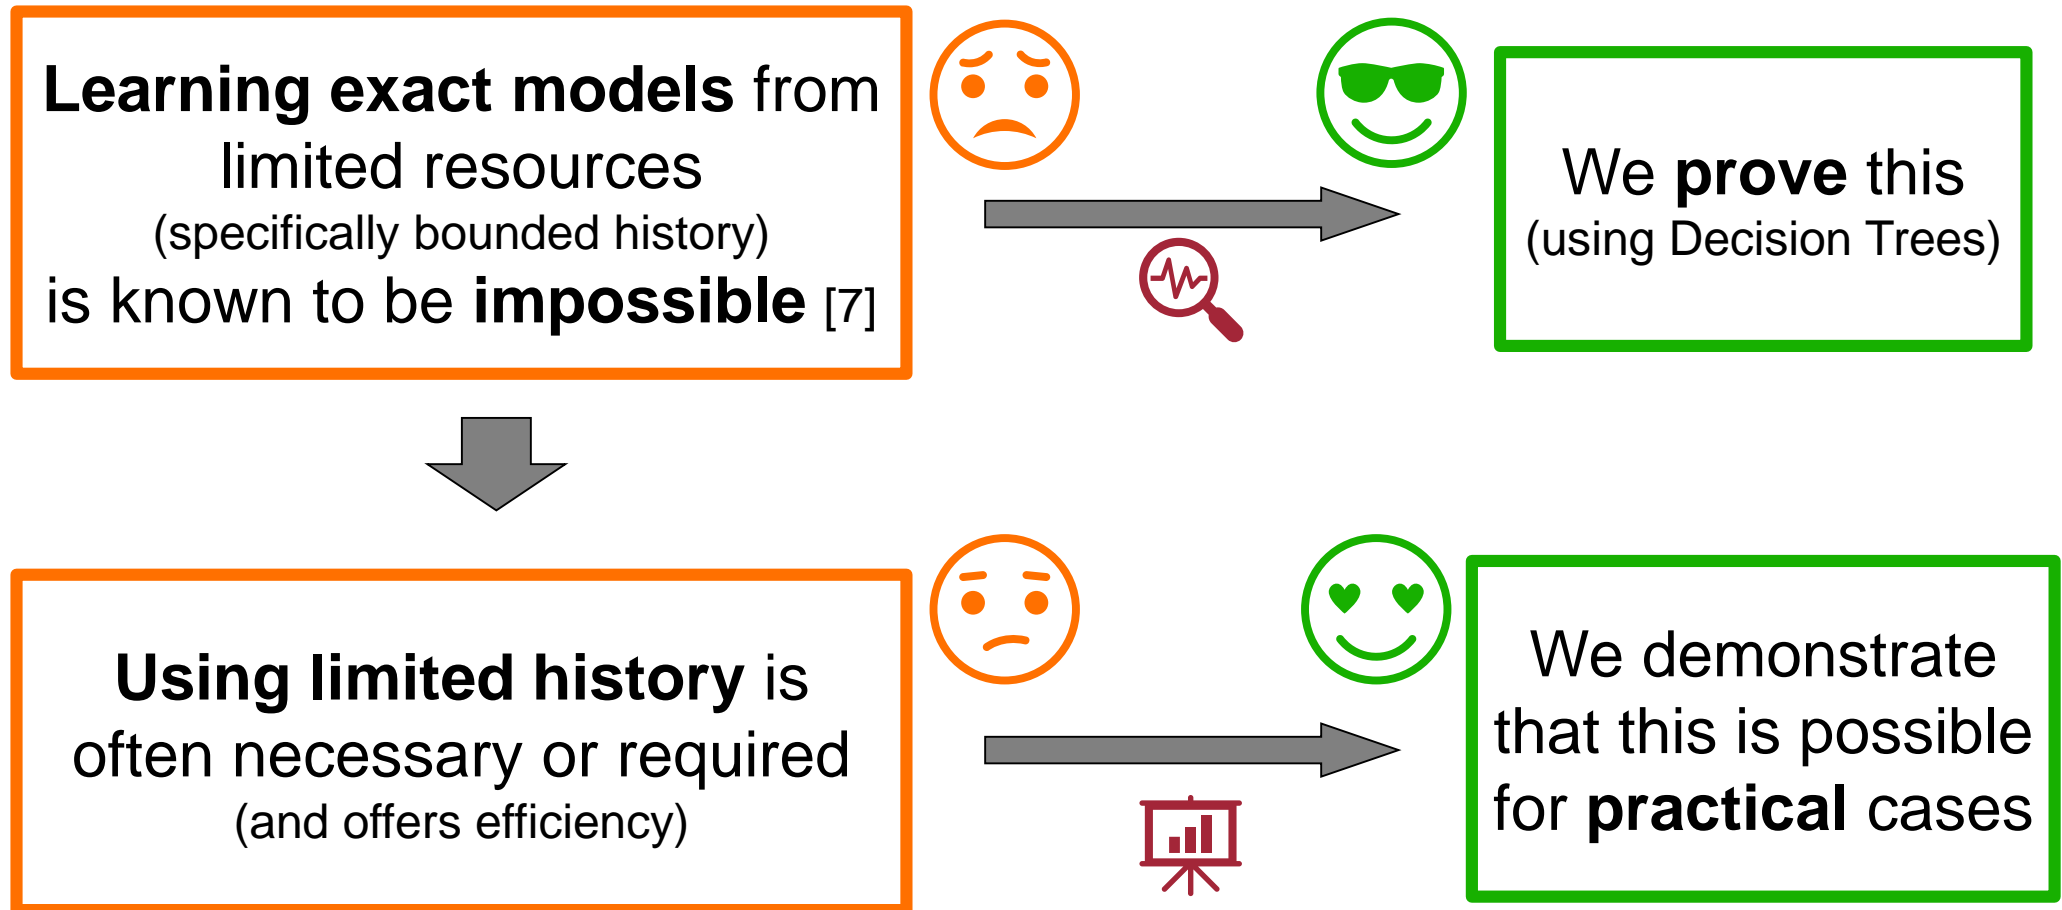 Learning exact models from
limited resources
(specifically bounded history)
is known to be impossible [7]
We prove this
(using Decision Trees)
Using limited history is
often necessary or required
(and offers efficiency)
We demonstrate
that this is possible
for practical cases